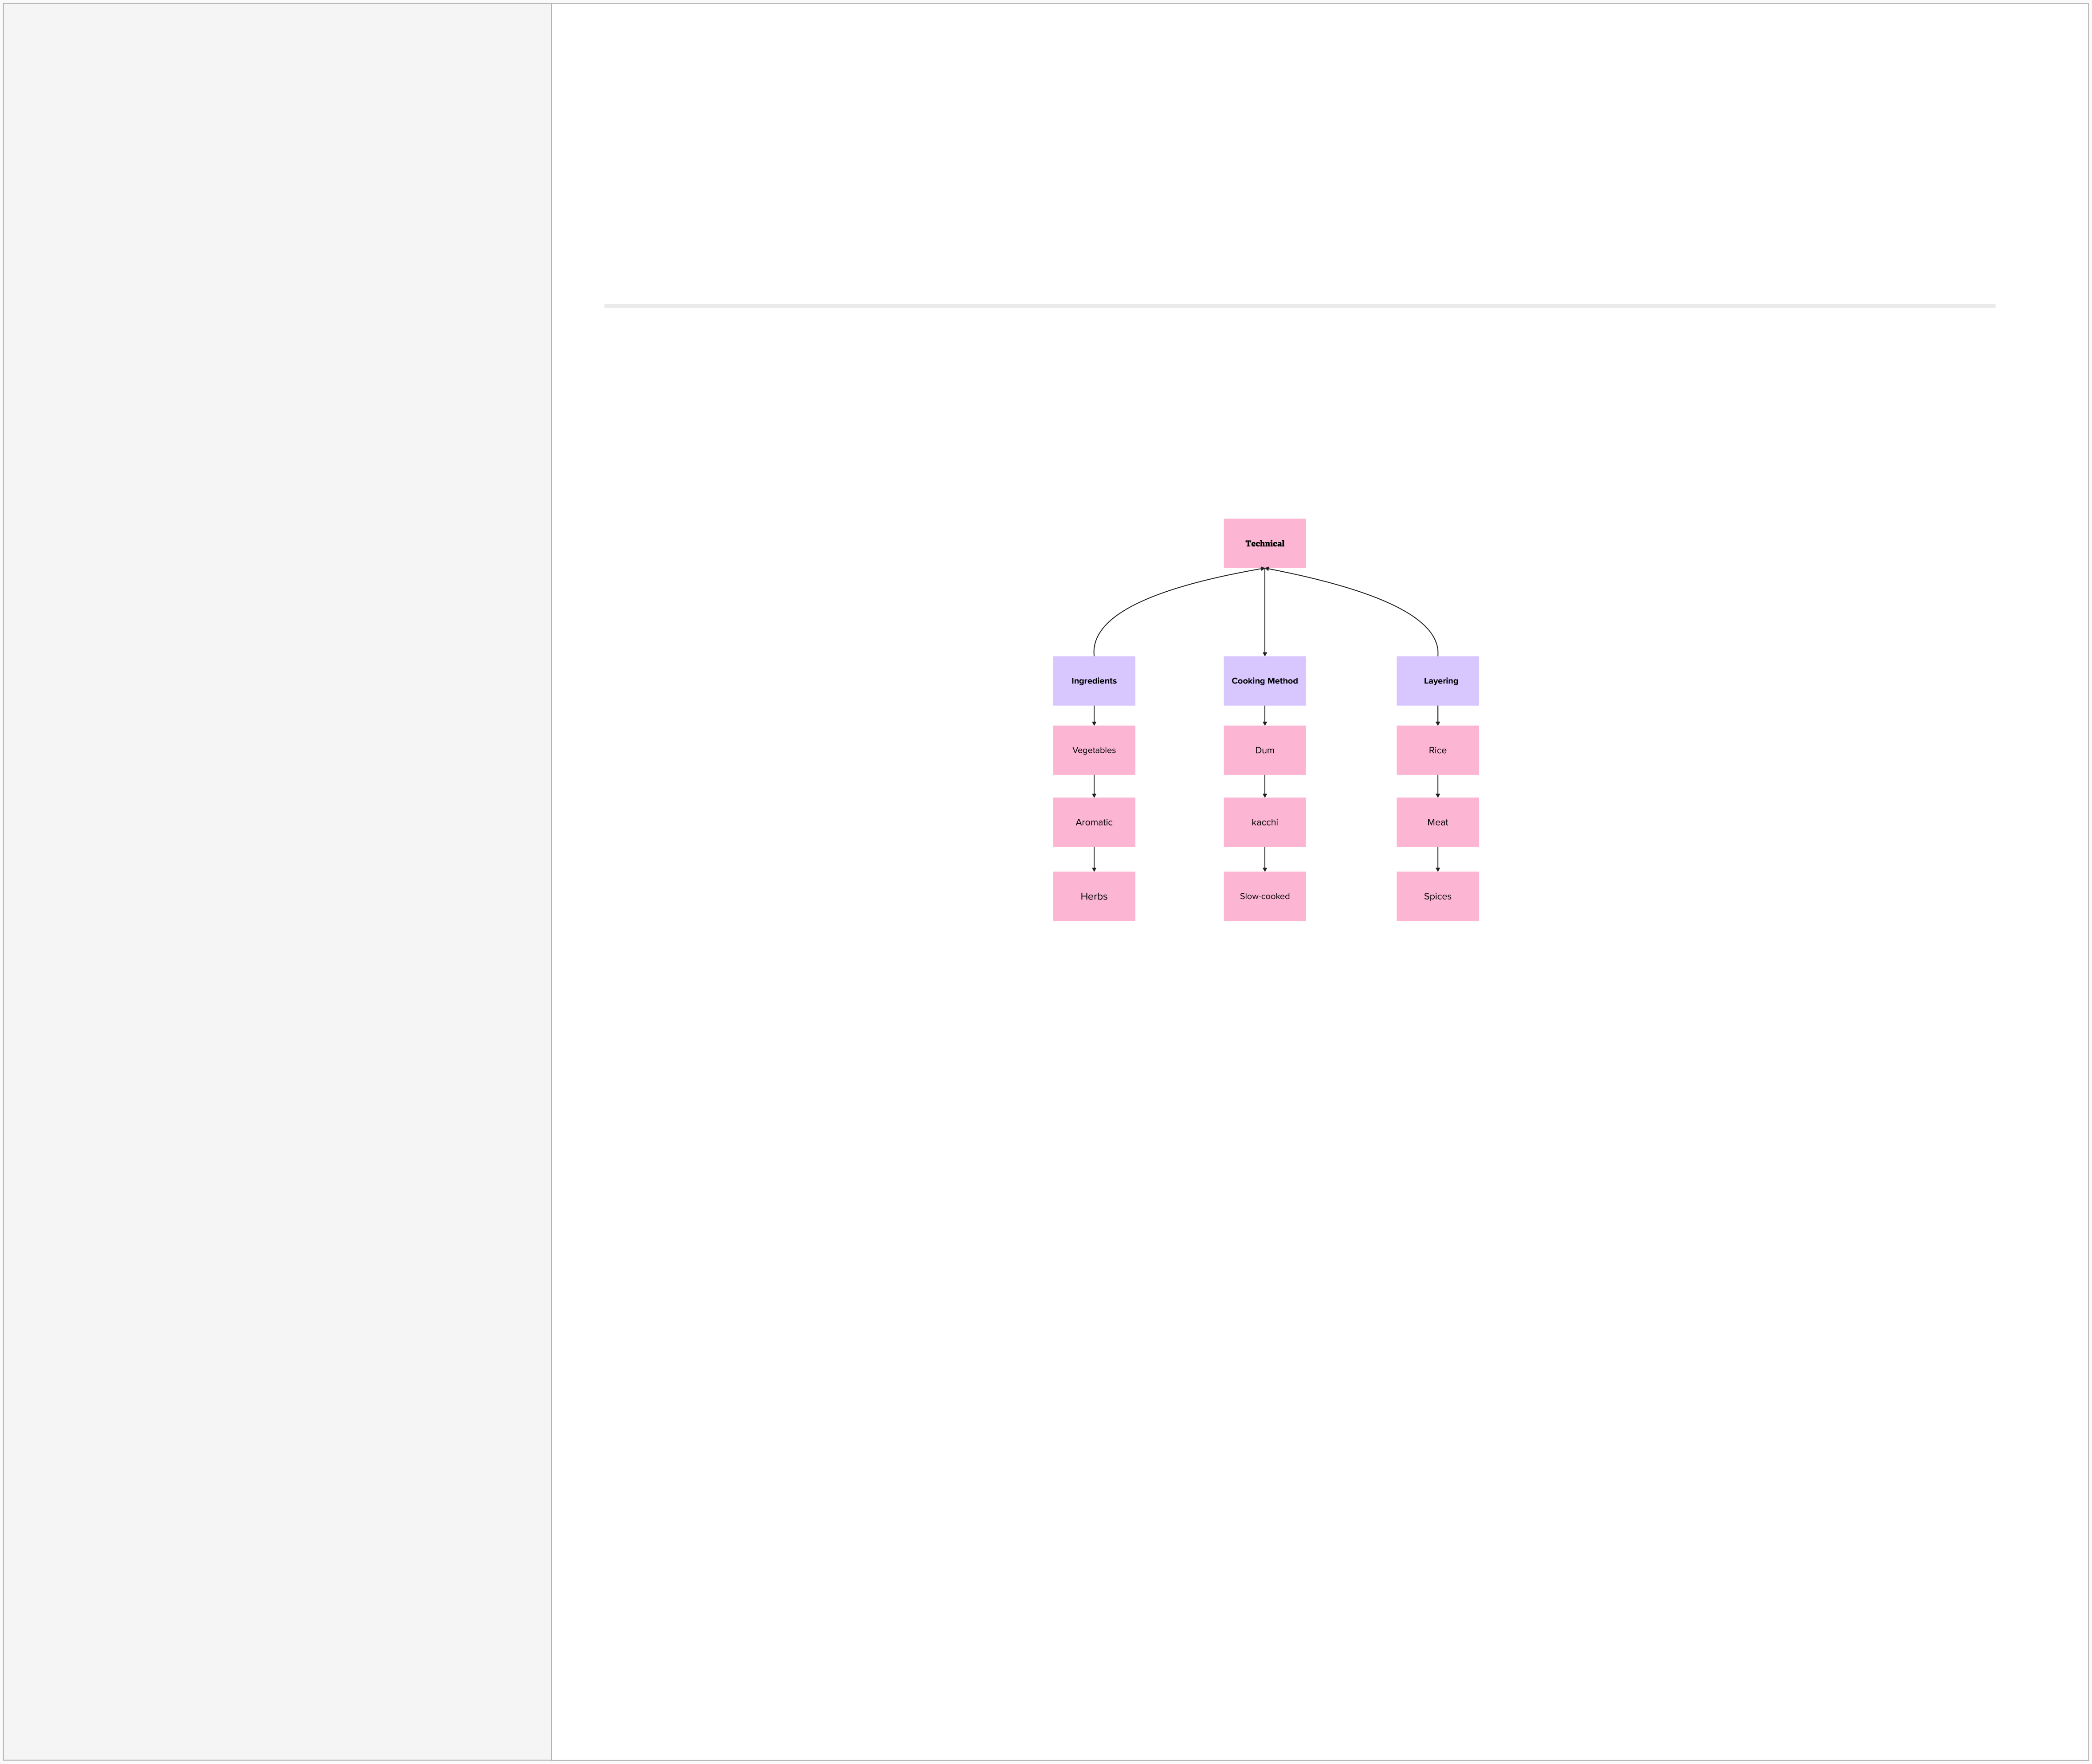 Technical
Ingredients
Cooking Method
Layering
Vegetables
Dum
Rice
Aromatic
kacchi
Meat
Herbs
Slow-cooked
Spices